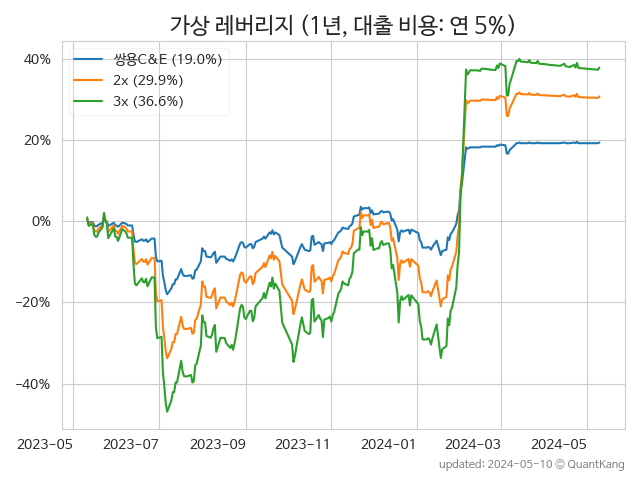 가상 레버리지 (1년, 대출 비용: 연 5%)
쌍용C&E (19.0%)
2x (29.9%)
3x (36.6%)
40%
20%
0%
−20%
−40%
2023-05 2023-07 2023-09 2023-11 2024-01 2024-03 2024-05
updated: 2024-05-10 © QuantKang